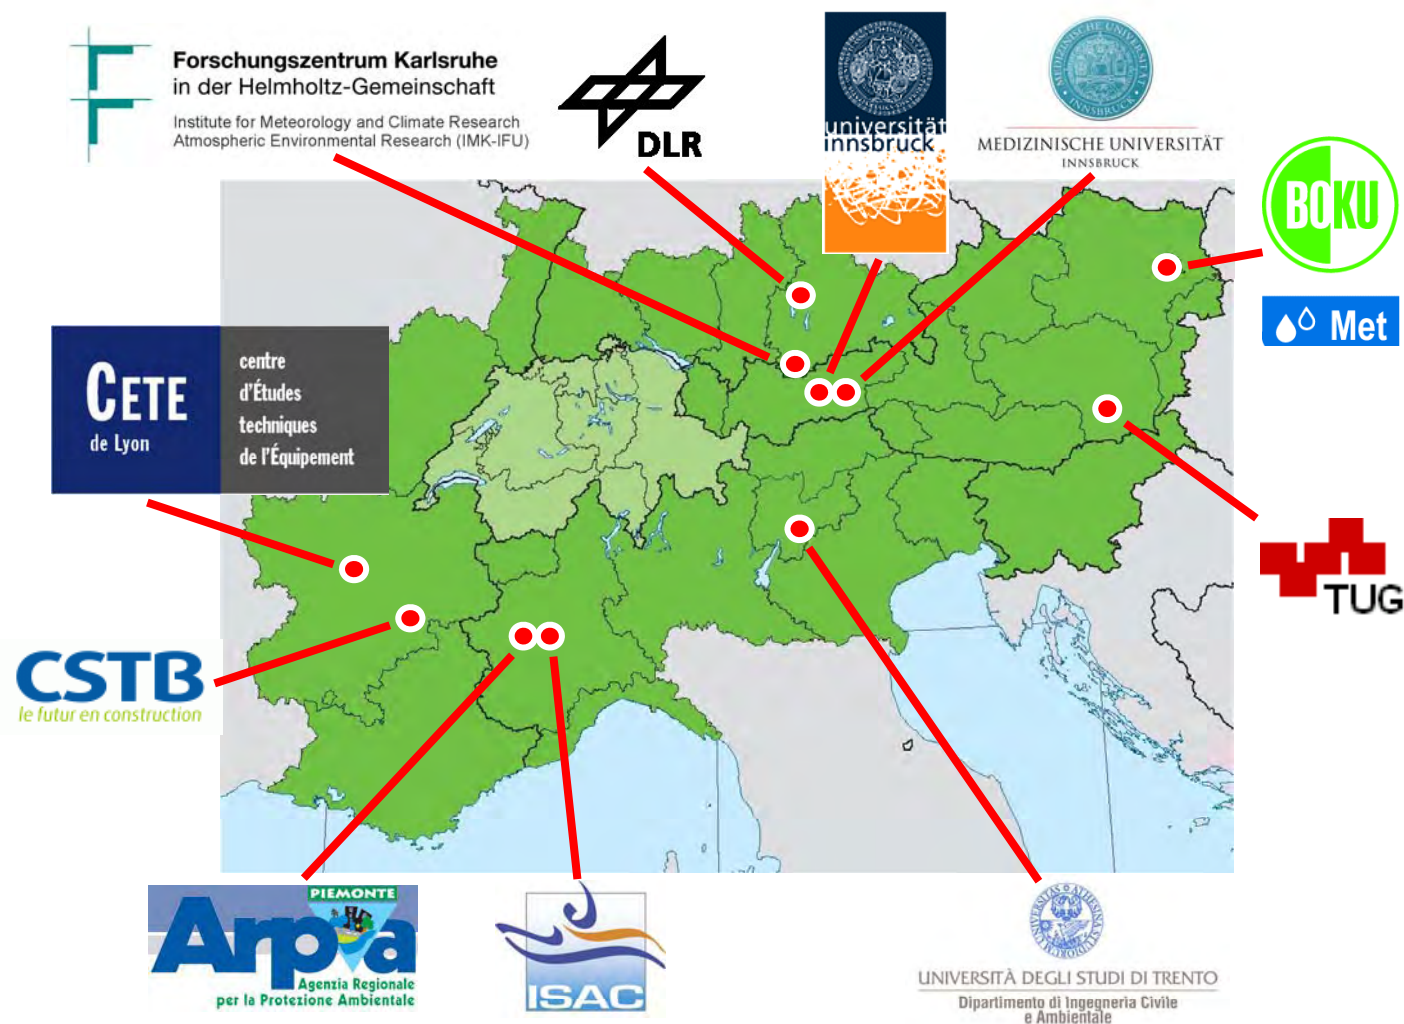 Forschungszentrum Karlsruhe
in der Helmholtz-Gemeinschaft
Institute for Meteorology and Climate Research
Atmospheric Environmental Research (IMK-IFU)
DLR
universität
innsbruck
MEDIZINISCHE UNIVERSITÄT
INNSBRUCK
BOKU
Met
CETE
de Lyon
centre
d'Études
techniques
de l'Équipement
TUG
CSTB
le futur en construction
PIEMONTE
Arpa
Agenzia Regionale
per la Protezione Ambientale
ISAC
UNIVERSITÀ DEGLI STUDI DI TRENTO
Dipartimento di Ingegneria Civile
e Ambientale